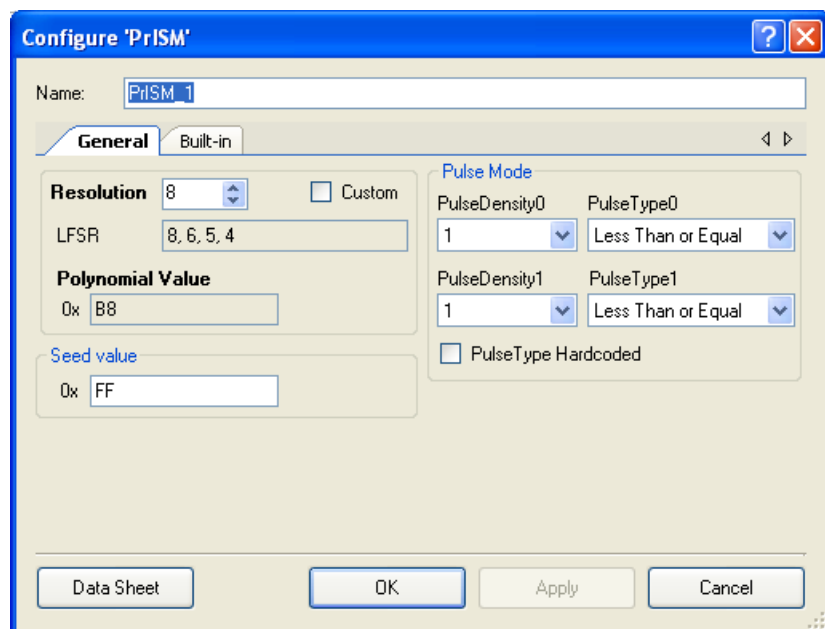 Configure 'PrISM'
Name: PrISM_1
General Built-in
Resolution 8 Custom
LFSR 8, 6, 5, 4
Polynomial Value
0x B8
Seed value
0x FF
Pulse Mode
PulseDensity0 PulseType0
1 Less Than or Equal
PulseDensity1 PulseType1
1 Less Than or Equal
PulseType Hardcoded
Data Sheet OK Apply Cancel